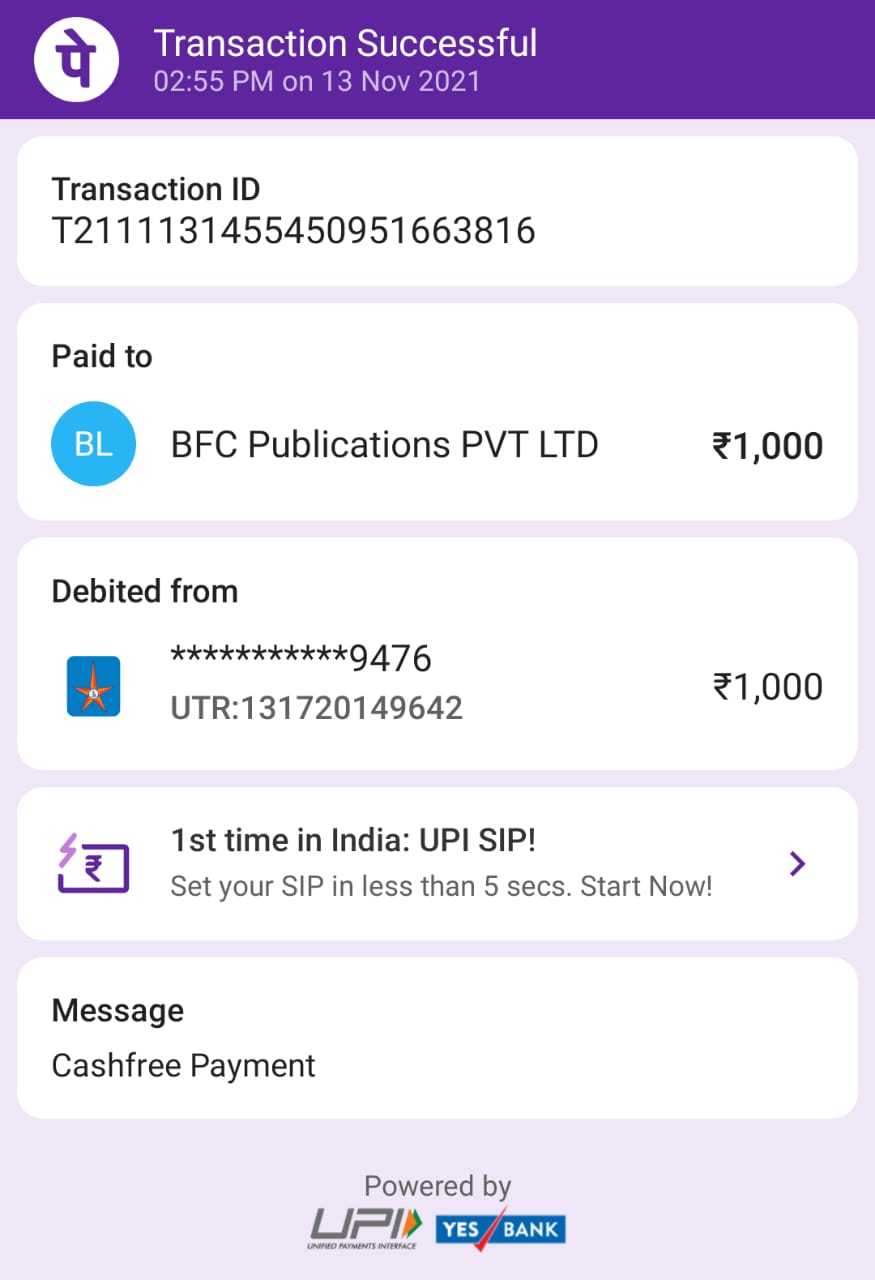 पे
Transaction Successful
02:55 PM on 13 Nov 2021
Transaction ID
T2111131455450951663816
Paid to
BL BFC Publications PVT LTD ₹1,000
Debited from
***********9476
UTR:131720149642
₹1,000
₹
1st time in India: UPI SIP!
Set your SIP in less than 5 secs. Start Now!
Message
Cashfree Payment
Powered by
UPI YES BANK
UNIFIED PAYMENTS INTERFACE